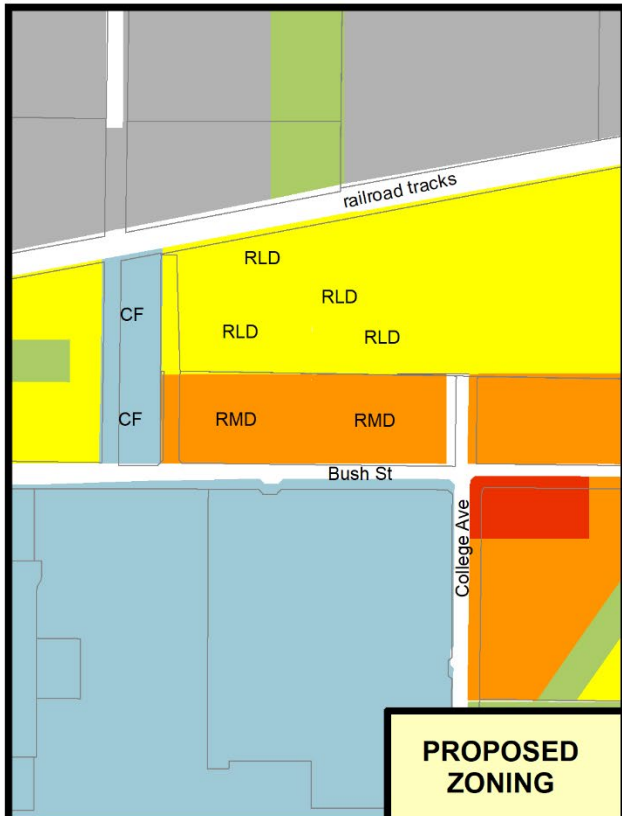 railroad tracks
RLD
RLD
CF
RLD
RLD
CF
RMD
RMD
Bush St
College Ave
PROPOSED
ZONING